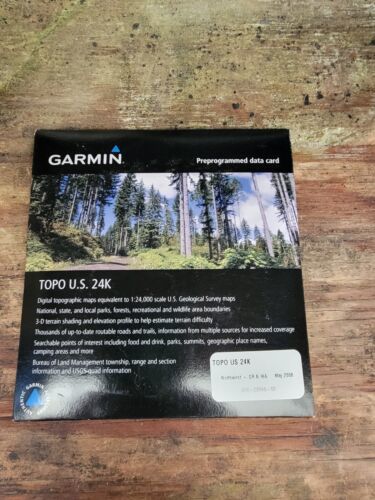 GARMIN
Preprogrammed data card
TOPO U.S. 24K
Digital topographic maps equivalent to 1:24,000 scale U.S. Geological Survey maps
National, state, and local parks, forests, recreational and wildlife area boundaries
3-D terrain shading and elevation profile to help estimate terrain difficulty
Thousands of up-to-date routable roads and trails, information from multiple sources for increased coverage
Searchable points of interest including food and drink, parks, summits, geographic place names,
camping areas and more
Bureau of Land Management township, range and section
information and USGS quad information
TOPO US 24K
Northwest - OR & WA May 2008
AUTHENTIC GARMIN